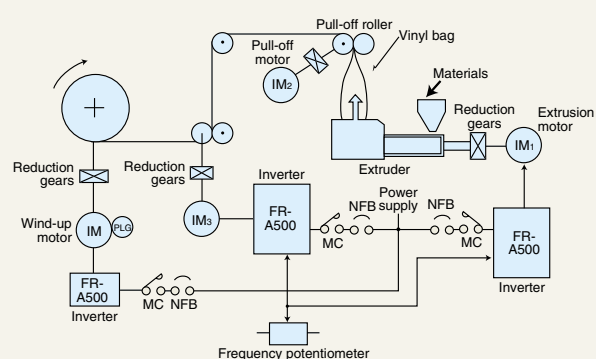 Pull-off roller
Pull-off
motor
Vinyl bag
IM2
Materials
Reduction
gears
Extrusion
motor
IM1
Extruder
Reduction
gears
Reduction
gears
Inverter
FR-
A500
Power
supply
NFB
MC
NFB
MC
FR-
A500
Inverter
Wind-up
motor
IM
PLG
IM3
FR-
A500
Inverter
MC
NFB
Frequency potentiometer